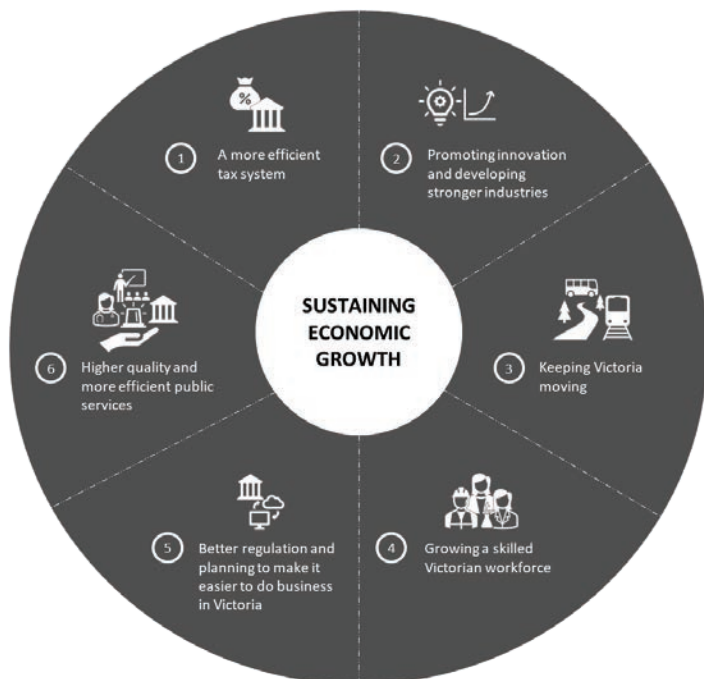 SUSTAINING
ECONOMIC
GROWTH
%
1
A more efficient
tax system
2
Promoting innovation
and developing
stronger industries
3
Keeping Victoria
moving
4
Growing a skilled
Victorian workforce
5
Better regulation and
planning to make it
easier to do business
in Victoria
6
Higher quality and
more efficient public
services